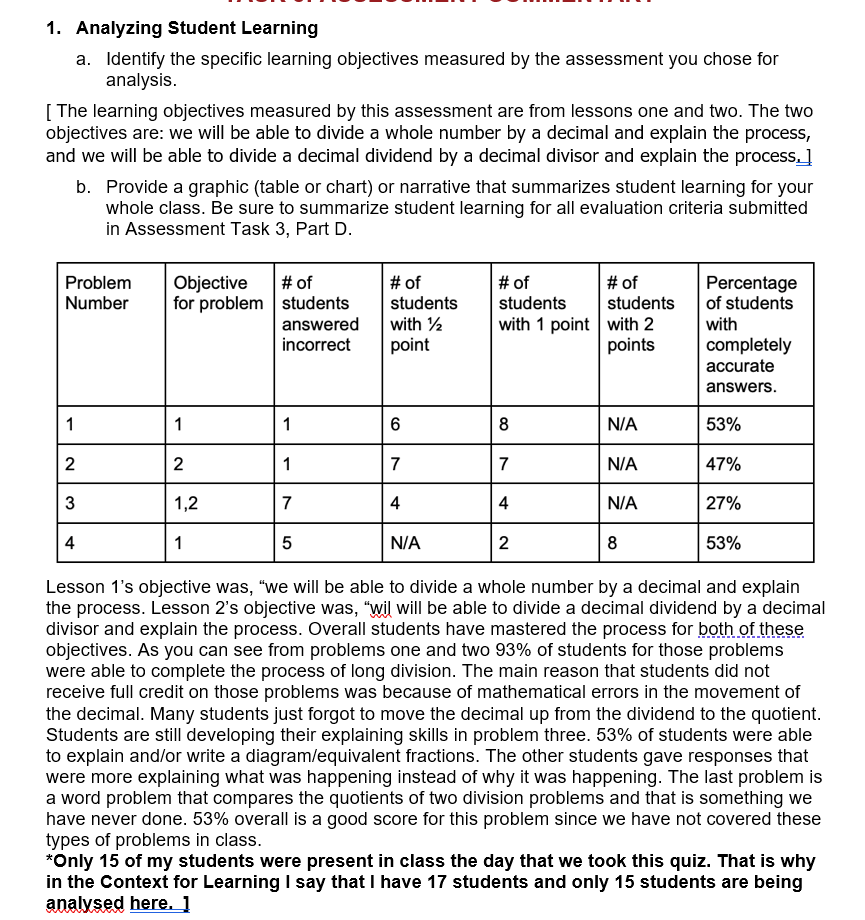 TASK 3: ASSESSMENT COMMENTARY
1. Analyzing Student Learning
a. Identify the specific learning objectives measured by the assessment you chose for
analysis.
[ The learning objectives measured by this assessment are from lessons one and two. The two
objectives are: we will be able to divide a whole number by a decimal and explain the process,
and we will be able to divide a decimal dividend by a decimal divisor and explain the process. ]
b. Provide a graphic (table or chart) or narrative that summarizes student learning for your
whole class. Be sure to summarize student learning for all evaluation criteria submitted
in Assessment Task 3, Part D.
Problem Number | Objective for problem | # of students answered incorrect | # of students with ½ point | # of students with 1 point | # of students with 2 points | Percentage of students with completely accurate answers.
1 | 1 | 1 | 6 | 8 | N/A | 53%
2 | 2 | 1 | 7 | 7 | N/A | 47%
3 | 1,2 | 7 | 4 | 4 | N/A | 27%
4 | 1 | 5 | N/A | 2 | 8 | 53%
Lesson 1's objective was, “we will be able to divide a whole number by a decimal and explain
the process. Lesson 2's objective was, “wil will be able to divide a decimal dividend by a decimal
divisor and explain the process. Overall students have mastered the process for both of these
objectives. As you can see from problems one and two 93% of students for those problems
were able to complete the process of long division. The main reason that students did not
receive full credit on those problems was because of mathematical errors in the movement of
the decimal. Many students just forgot to move the decimal up from the dividend to the quotient.
Students are still developing their explaining skills in problem three. 53% of students were able
to explain and/or write a diagram/equivalent fractions. The other students gave responses that
were more explaining what was happening instead of why it was happening. The last problem is
a word problem that compares the quotients of two division problems and that is something we
have never done. 53% overall is a good score for this problem since we have not covered these
types of problems in class.
*Only 15 of my students were present in class the day that we took this quiz. That is why
in the Context for Learning I say that I have 17 students and only 15 students are being
analysed here. ]